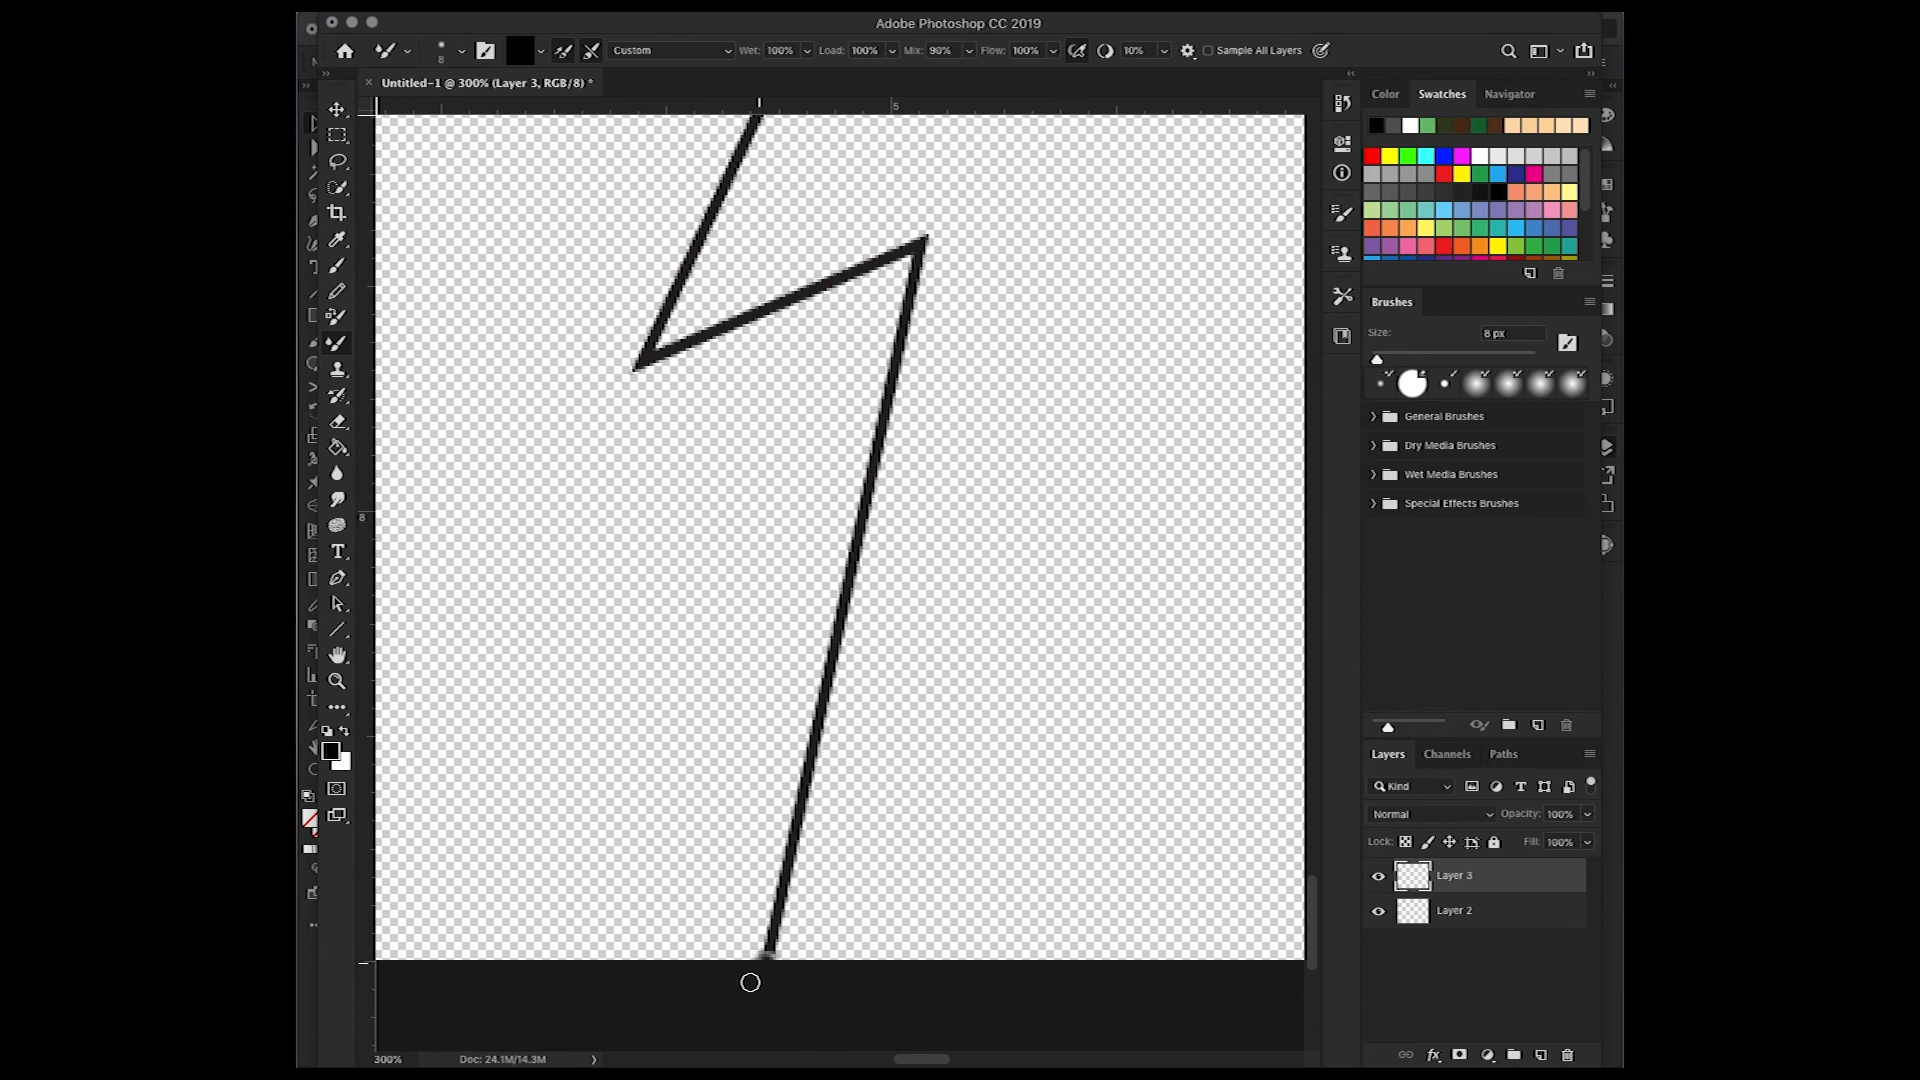 Adobe Photoshop CC 2019
8
Custom
Wet: 100%
Load: 100%
Mix: 90%
Flow: 100%
10%
Sample All Layers
Untitled-1 @ 300% (Layer 3, RGB/8) *
Color Swatches Navigator
5
8
Brushes
Size: 8 px
General Brushes
Dry Media Brushes
Wet Media Brushes
Special Effects Brushes
Layers Channels Paths
Kind
Normal Opacity: 100%
Lock: Fill: 100%
Layer 3
Layer 2
300% Doc: 24.1M/14.3M